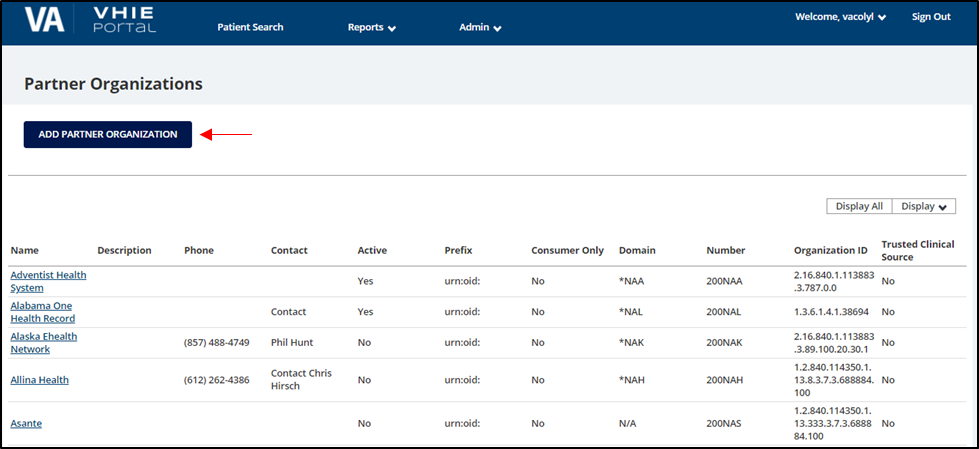 VA VHIE PORTAL Patient Search Reports Admin Welcome, vacolyl Sign Out
Partner Organizations
ADD PARTNER ORGANIZATION
Display All Display
Name Description Phone Contact Active Prefix Consumer Only Domain Number Organization ID Trusted Clinical Source
Adventist Health System Yes urn:oid: No *NAA 200NAA 2.16.840.1.113883.3.787.0.0 No
Alabama One Health Record Contact Yes urn:oid: No *NAL 200NAL 1.3.6.1.4.1.38694 No
Alaska Ehealth Network (857) 488-4749 Phil Hunt No urn:oid: No *NAK 200NAK 2.16.840.1.113883.3.89.100.20.30.1 No
Allina Health (612) 262-4386 Contact Chris Hirsch No urn:oid: No *NAH 200NAH 1.2.840.114350.1.13.8.3.7.3.688884.100 No
Asante No urn:oid: No N/A 200NAS 1.2.840.114350.1.13.333.3.7.3.688884.100 No